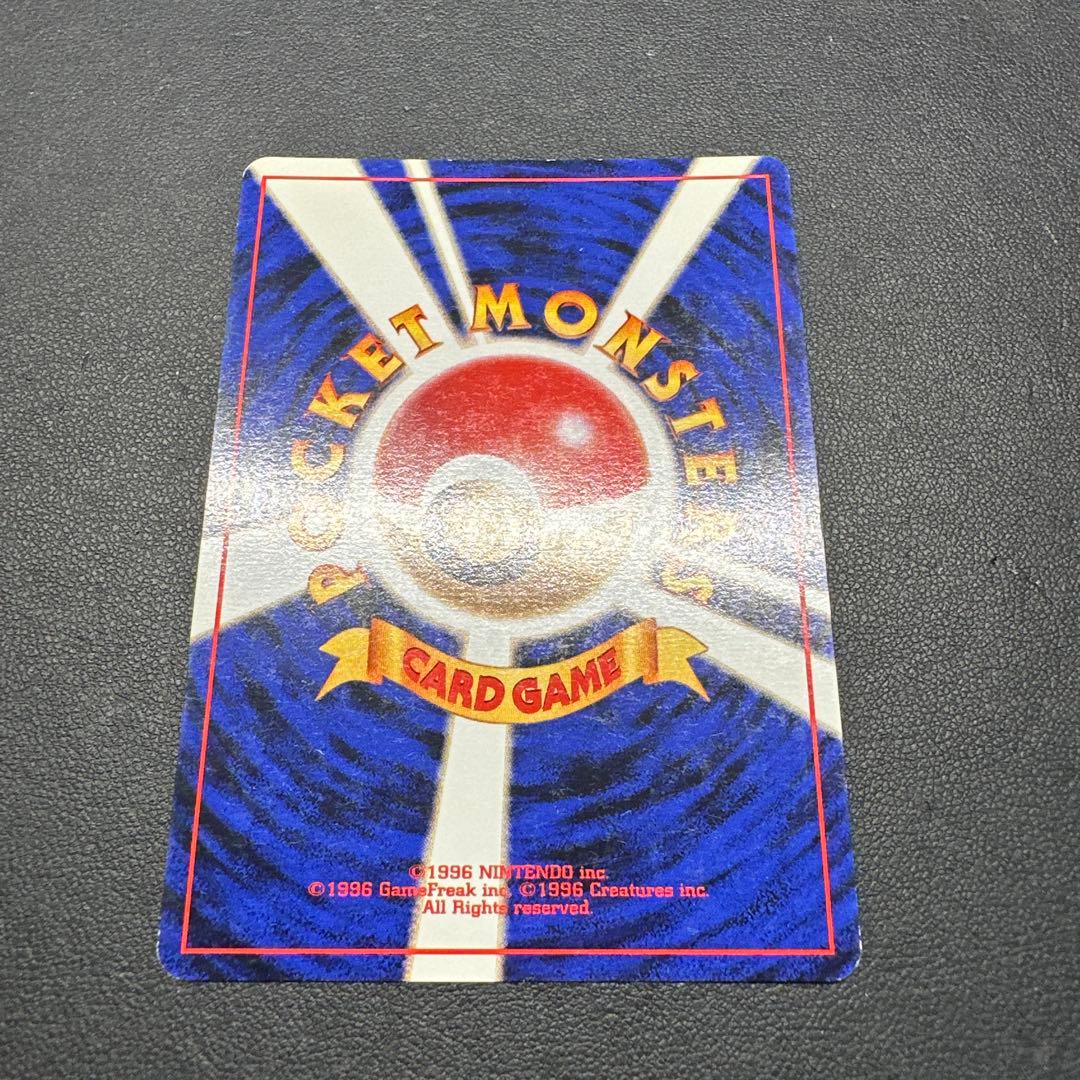 POCKET MONSTERS
CARD GAME
©1996 NINTENDO inc.
©1996 GameFreak inc. ©1996 Creatures inc.
All Rights reserved.